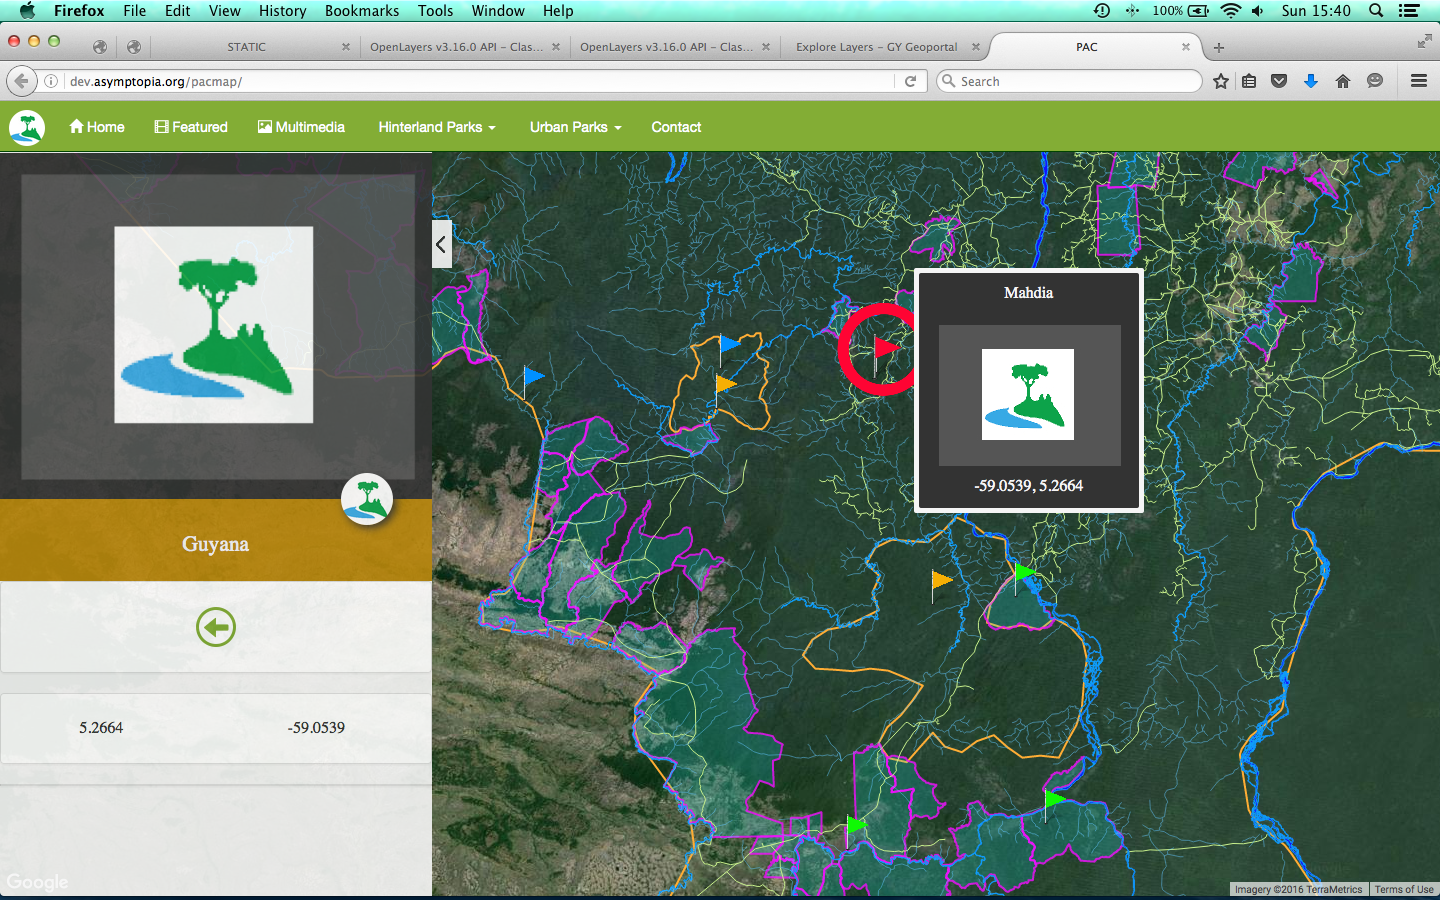 Firefox File Edit View History Bookmarks Tools Window Help 100% Sun 15:40
STATIC OpenLayers v3.16.0 API - Clas... OpenLayers v3.16.0 API - Clas... Explore Layers - GY Geoportal PAC
dev.asymptopia.org/pacmap/ Search
Home Featured Multimedia Hinterland Parks Urban Parks Contact
Mahdia
-59.0539, 5.2664
Guyana
5.2664 -59.0539
Google
Imagery ©2016 TerraMetrics Terms of Use